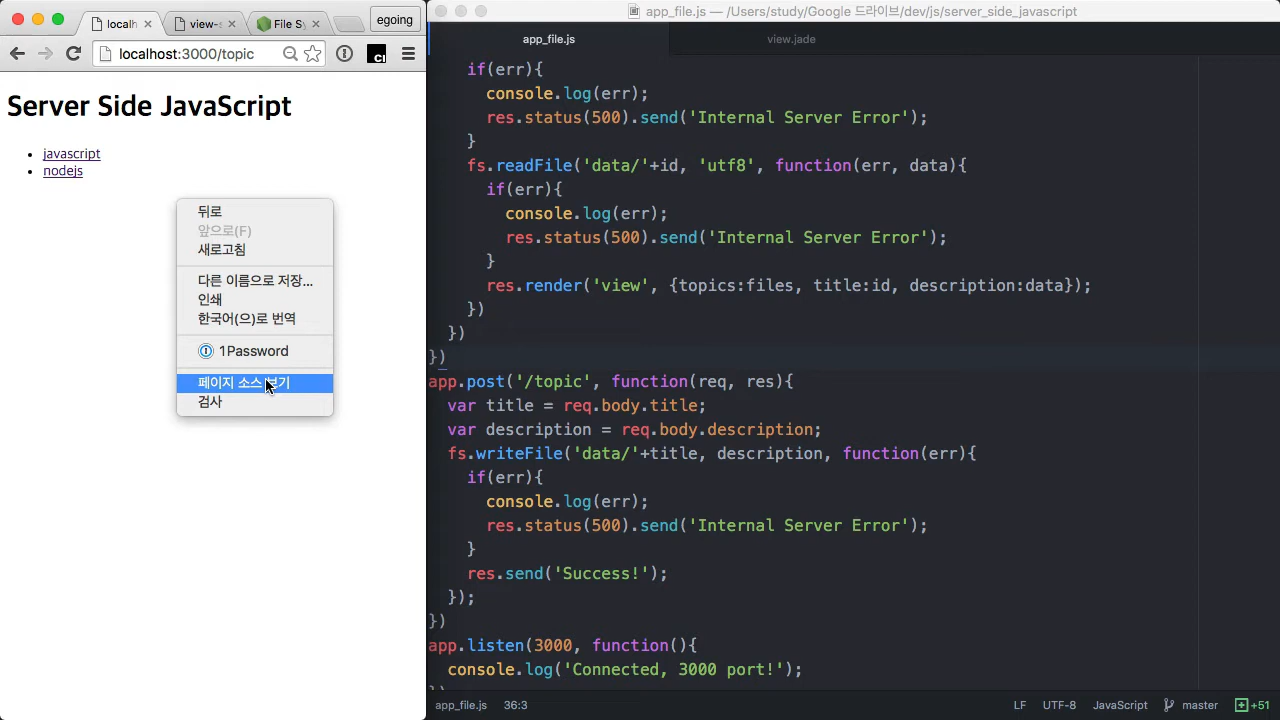 localh
view-s
File Sy
egoing
localhost:3000/topic
Server Side JavaScript
javascript
nodejs
뒤로
앞으로(F)
새로고침
다른 이름으로 저장...
인쇄
한국어(으)로 번역
1Password
페이지 소스 보기
검사
app_file.js — /Users/study/Google 드라이브/dev/js/server_side_javascript
app_file.js
view.jade
if(err){
console.log(err);
res.status(500).send('Internal Server Error');
}
fs.readFile('data/'+id, 'utf8', function(err, data){
if(err){
console.log(err);
res.status(500).send('Internal Server Error');
}
res.render('view', {topics:files, title:id, description:data});
})
})
})
app.post('/topic', function(req, res){
var title = req.body.title;
var description = req.body.description;
fs.writeFile('data/'+title, description, function(err){
if(err){
console.log(err);
res.status(500).send('Internal Server Error');
}
res.send('Success!');
});
})
app.listen(3000, function(){
console.log('Connected, 3000 port!');
})
app_file.js 36:3 LF UTF-8 JavaScript master +51